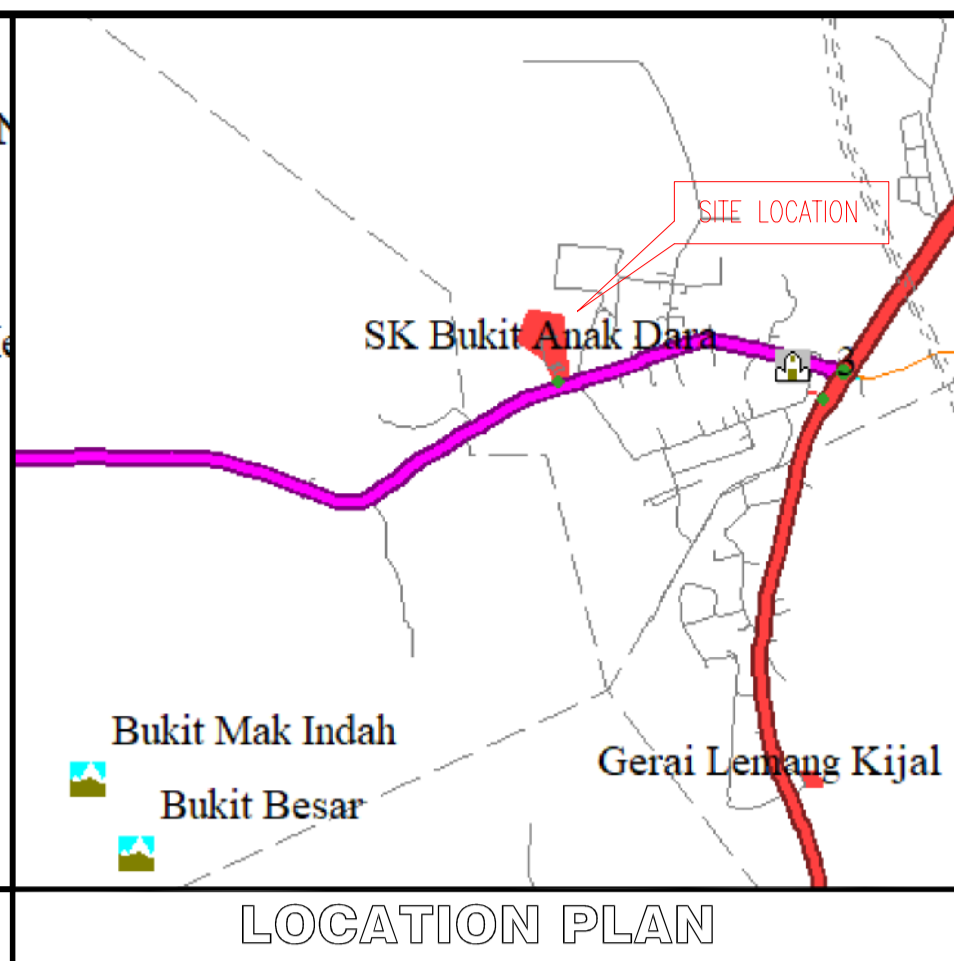 SITE LOCATION
SK Bukit Anak Dara
3
Bukit Mak Indah
Gerai Lemang Kijal
Bukit Besar
LOCATION PLAN